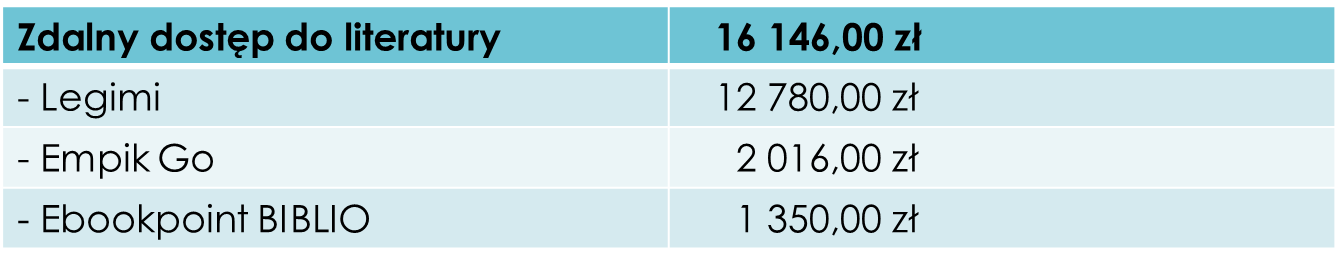 Zdalny dostęp do literatury 16 146,00 zł
- Legimi 12 780,00 zł
- Empik Go 2 016,00 zł
- Ebookpoint BIBLIO 1 350,00 zł